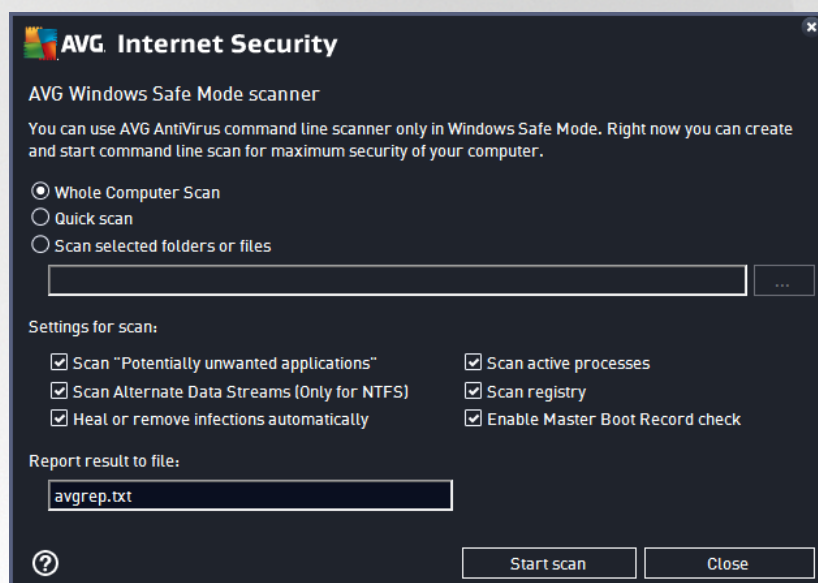 AVG. Internet Security
AVG Windows Safe Mode scanner
You can use AVG AntiVirus command line scanner only in Windows Safe Mode. Right now you can create
and start command line scan for maximum security of your computer.
Whole Computer Scan
Quick scan
Scan selected folders or files
...
Settings for scan:
Scan "Potentially unwanted applications"
Scan active processes
Scan Alternate Data Streams (Only for NTFS)
Scan registry
Heal or remove infections automatically
Enable Master Boot Record check
Report result to file:
avgrep.txt
?
Start scan
Close